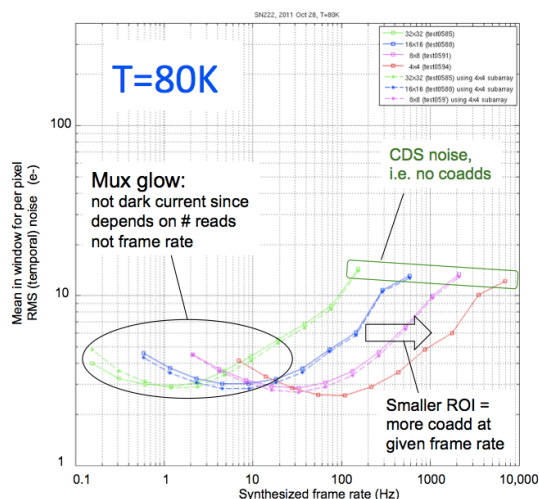 SN222, 2011 Oct 28, T=80K
32x32 (test0585)
16x16 (test0588)
8x8 (test0591)
4x4 (test0594)
32x32 (test0585) using 4x4 subarray
16x16 (test0588) using 4x4 subarray
8x8 (test059') using 4x4 subarray
T=80K
100
CDS noise,
i.e. no coadds
Mux glow:
not dark current since
depends on # reads
not frame rate
Mean in window for per pixel
RMS (temporal) noise (e-)
10
Smaller ROI =
more coadd at
given frame rate
1
0.1
1
10
100
1000
10,000
Synthesized frame rate (Hz)